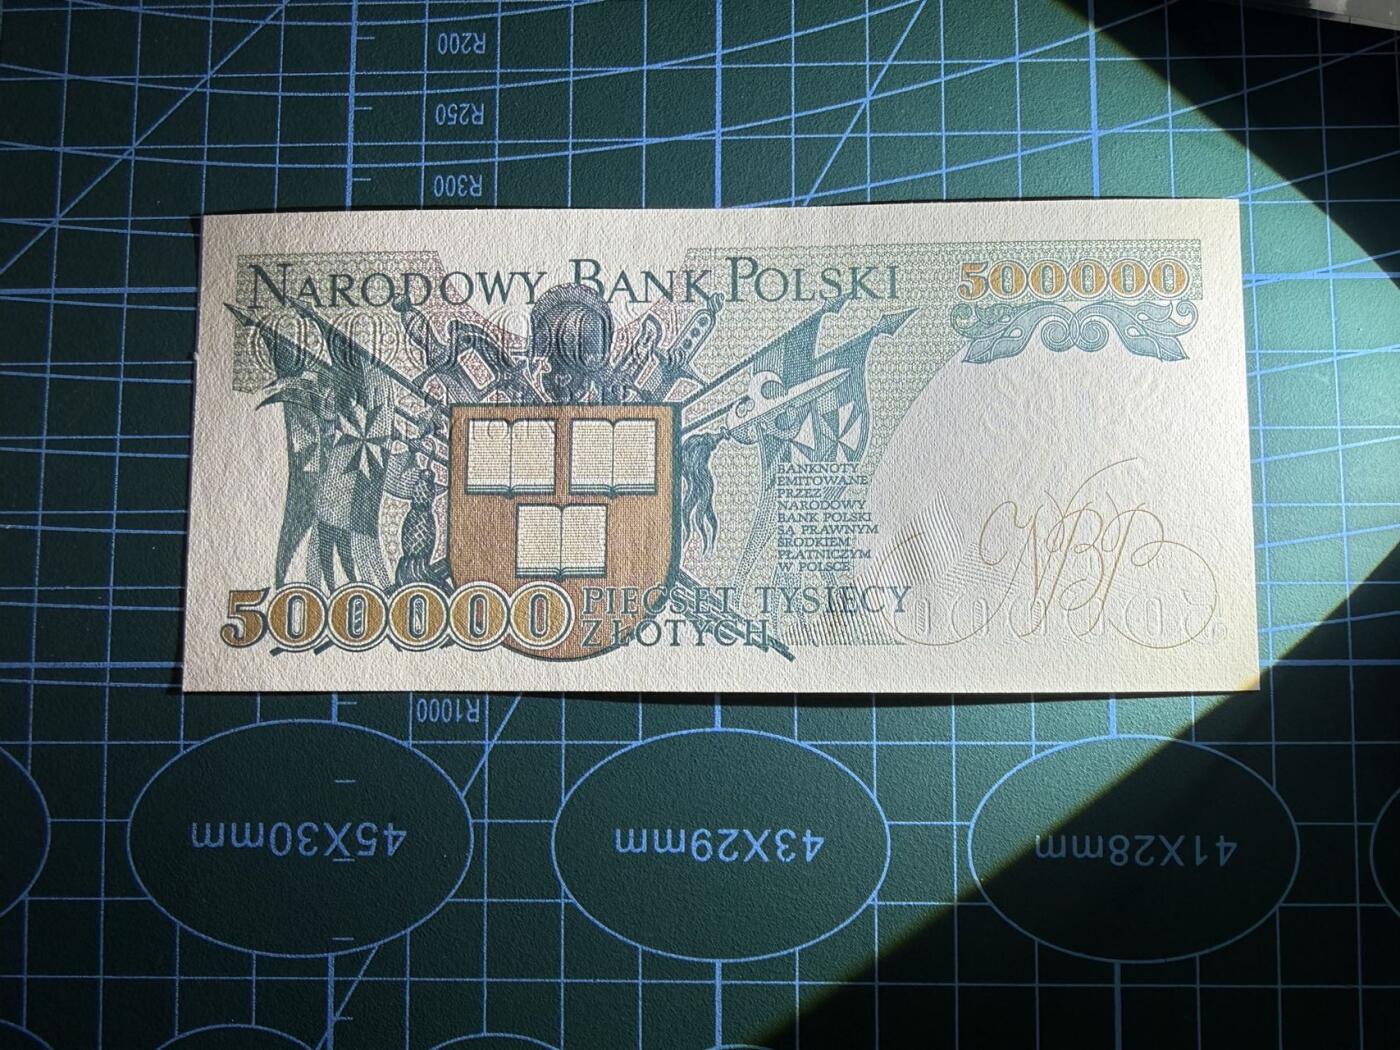 R200
R250
R300
NARODOWY BANK POLSKI
500000
BANKNOTY
EMITOWANE
PRZEZ
NARODOWY
BANK POLSKI
SĄ PRAWNYM
ŚRODKIEM
PŁATNICZYM
W POLSCE
NBP
500000
PIĘĆSET TYSIĘCY
ZŁOTYCH
R1000
45X30mm
43X29mm
41X28mm